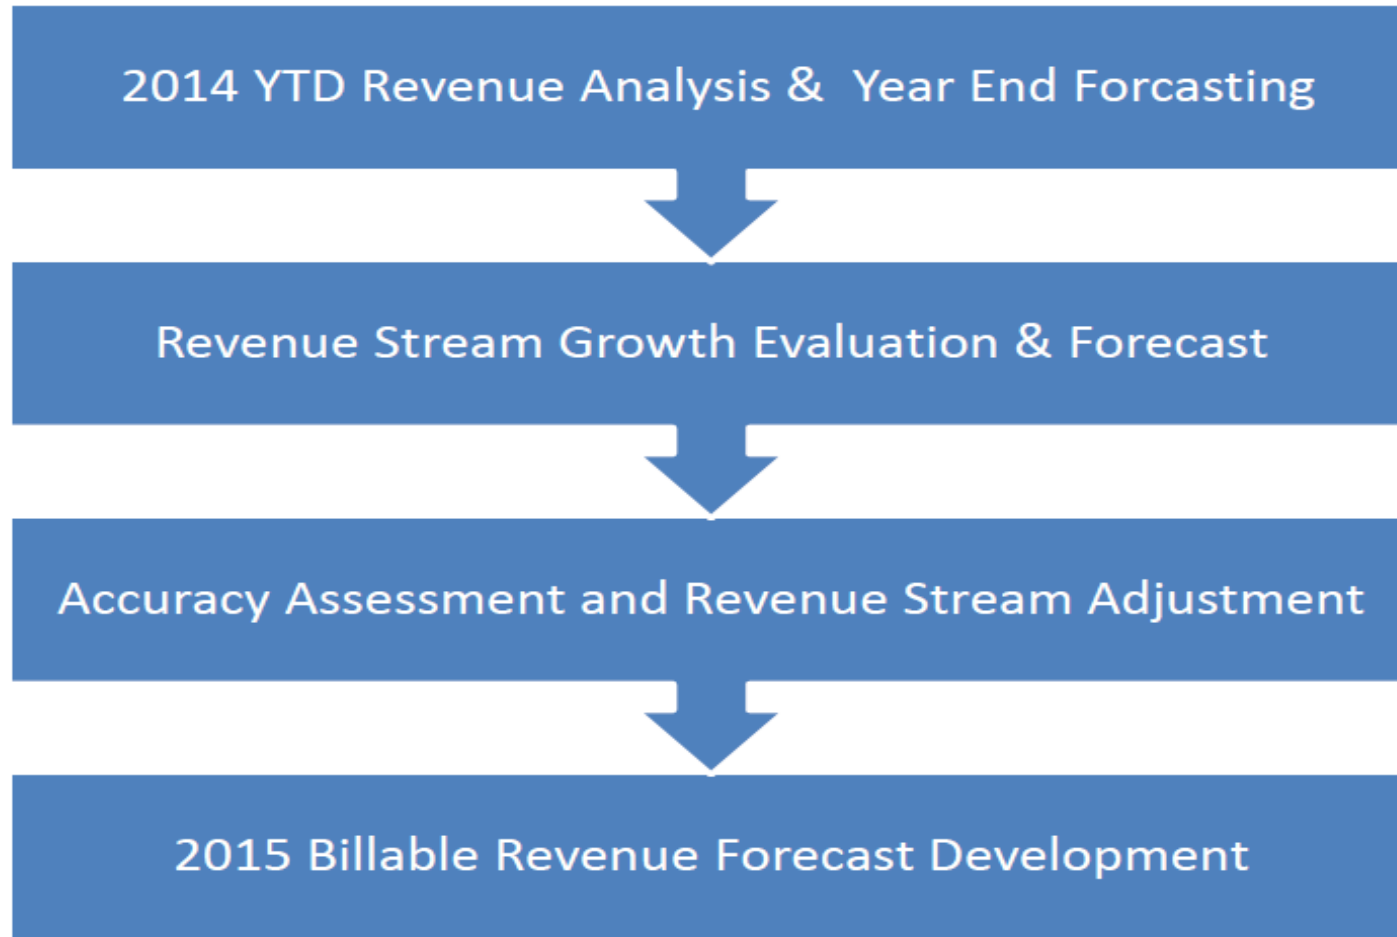 2014 YTD Revenue Analysis &  Year End Forcasting
Revenue Stream Growth Evaluation & Forecast
Accuracy Assessment and Revenue Stream Adjustment
2015 Billable Revenue Forecast Development